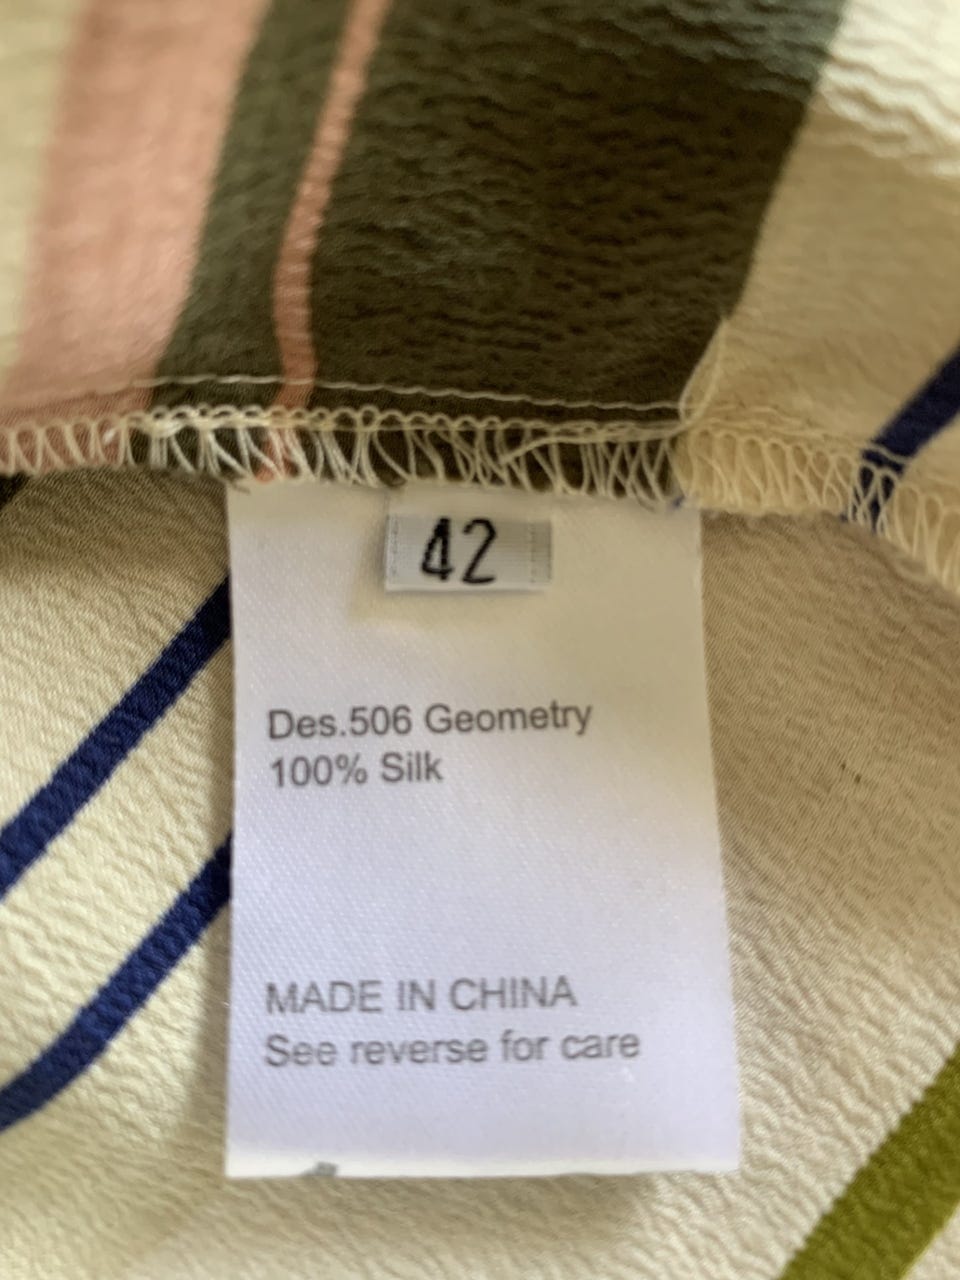 42
Des.506 Geometry
100% Silk
MADE IN CHINA
See reverse for care